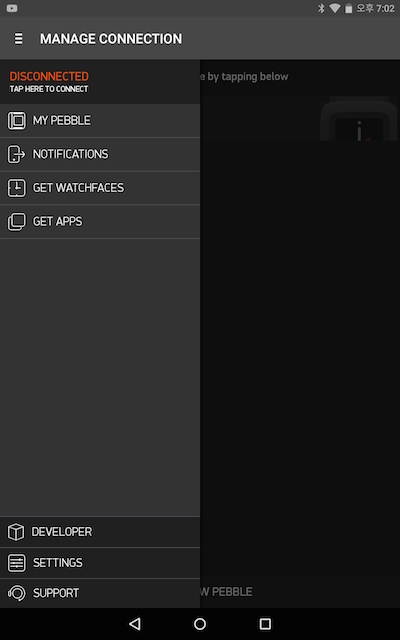 오후 7:02
MANAGE CONNECTION
DISCONNECTED
TAP HERE TO CONNECT
e by tapping below
MY PEBBLE
NOTIFICATIONS
GET WATCHFACES
GET APPS
DEVELOPER
SETTINGS
W PEBBLE
SUPPORT